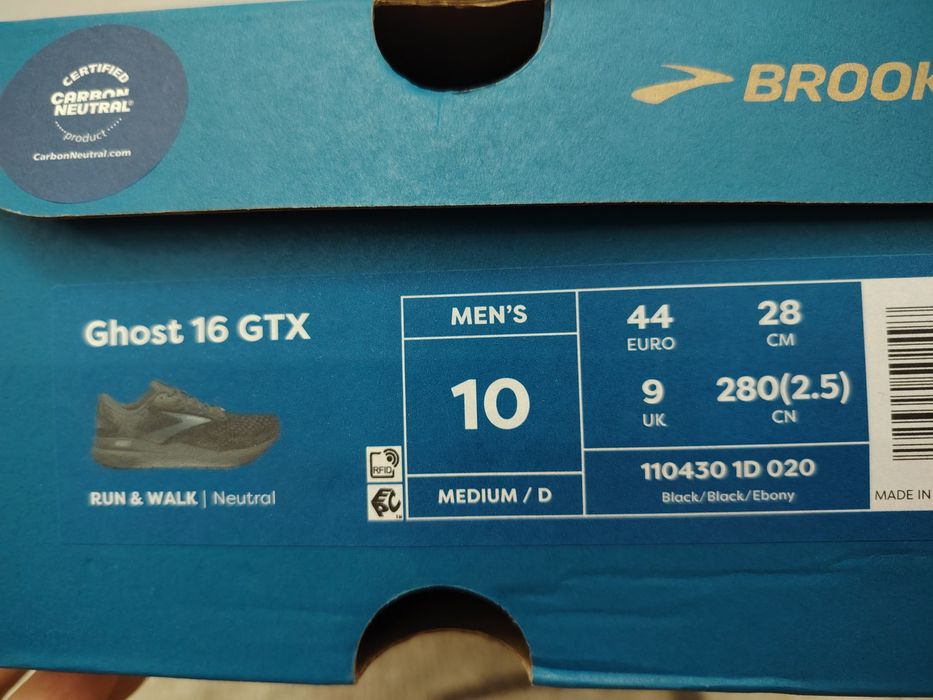 CERTIFIED
CARBON
NEUTRAL®
product
CarbonNeutral.com
BROOK
Ghost 16 GTX
RUN & WALK | Neutral
RFID
EPC
MEN'S
10
MEDIUM / D
44
EURO
28
CM
9
UK
280(2.5)
CN
110430 1D 020
Black/Black/Ebony
MADE IN